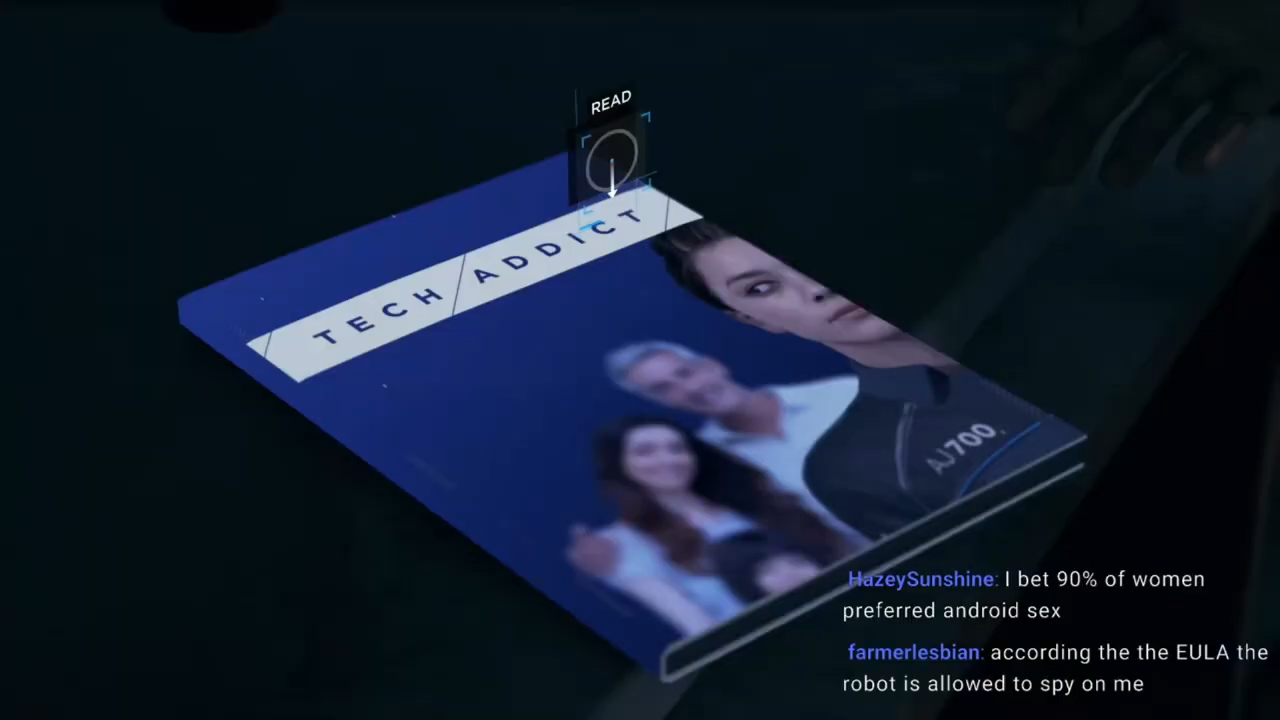 READ
TECH ADDICT
AJ700
HazeySunshine: I bet 90% of women
preferred android sex
farmerlesbian: according the the EULA the
robot is allowed to spy on me